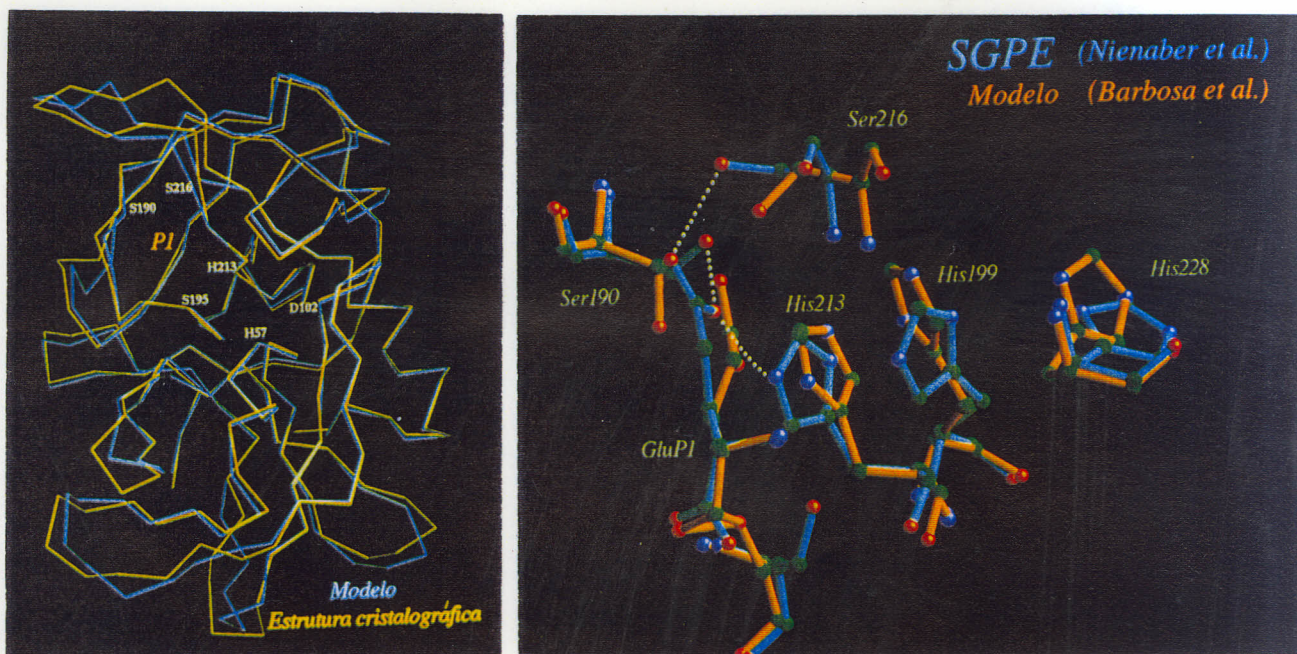 S216
S190
P1
H213
S195
D102
H57
Modelo
Estrutura cristalográfica
SGPE (Nienaber et al.)
Modelo (Barbosa et al.)
Ser216
Ser190
His213
His199
His228
GluP1